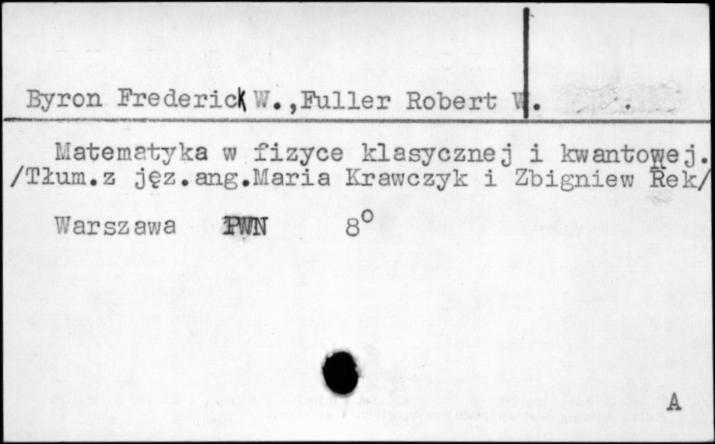 Byron Frederick W.,Fuller Robert W.
Matematyka w fizyce klasycznej i kwantowej.
/Tłum.z jęz.ang.Maria Krawczyk i Zbigniew Rek/
Warszawa PWN 8°
A